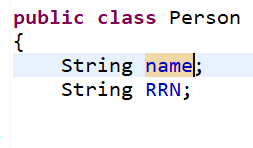 public class Person
{
String name;
String RRN;